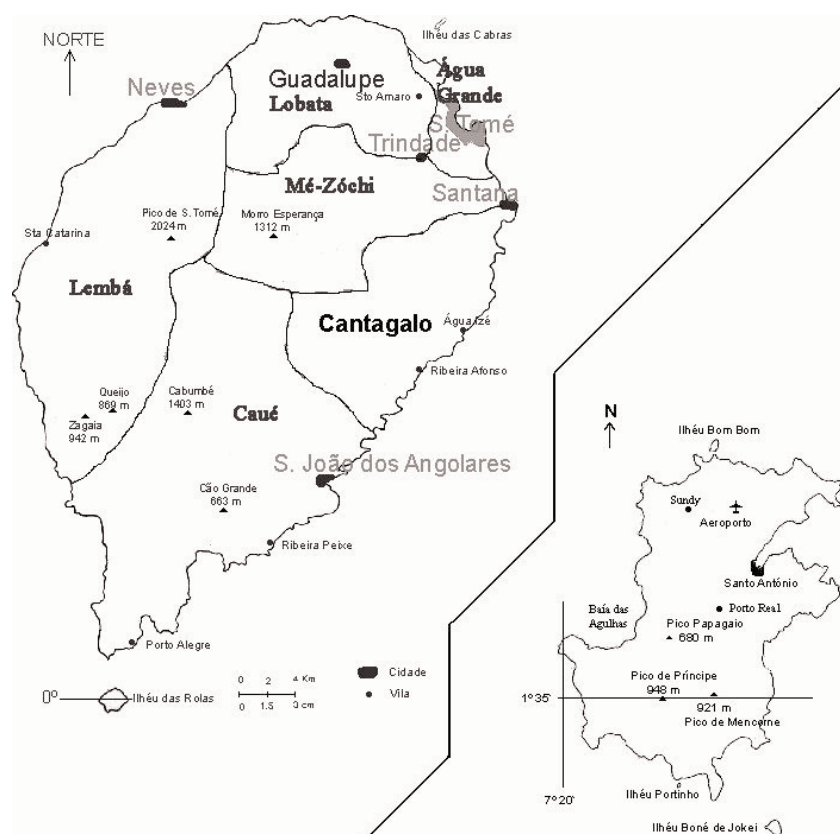 NORTE
Ilhéu das Cabras
Neves
Guadalupe
Lobata
Sto Amaro
Água
Grande
S. Tomé
Trindade
Mé-Zóchi
Santana
Pico de S. Tomé
2024 m
Morro Esperança
1312 m
Sta Catarina
Lembá
Cantagalo
Água Izé
Ribeira Afonso
Queijo
869 m
Zagaia
942 m
Cabumbé
1403 m
Caué
S. João dos Angolares
Cão Grande
663 m
Ribeira Peixe
Porto Alegre
0º
Ilhéu das Rolas
0 2 4 Km
0 1.5 3 cm
Cidade
Vila
N
Ilhéu Bom Bom
Sundy
Aeroporto
Santo António
Baía das
Agulhas
Porto Real
Pico Papagaio
680 m
Pico de Príncipe
948 m
1º35'
921 m
Pico de Mencorne
7º20'
Ilhéu Portinho
Ilhéu Boné de Jokei